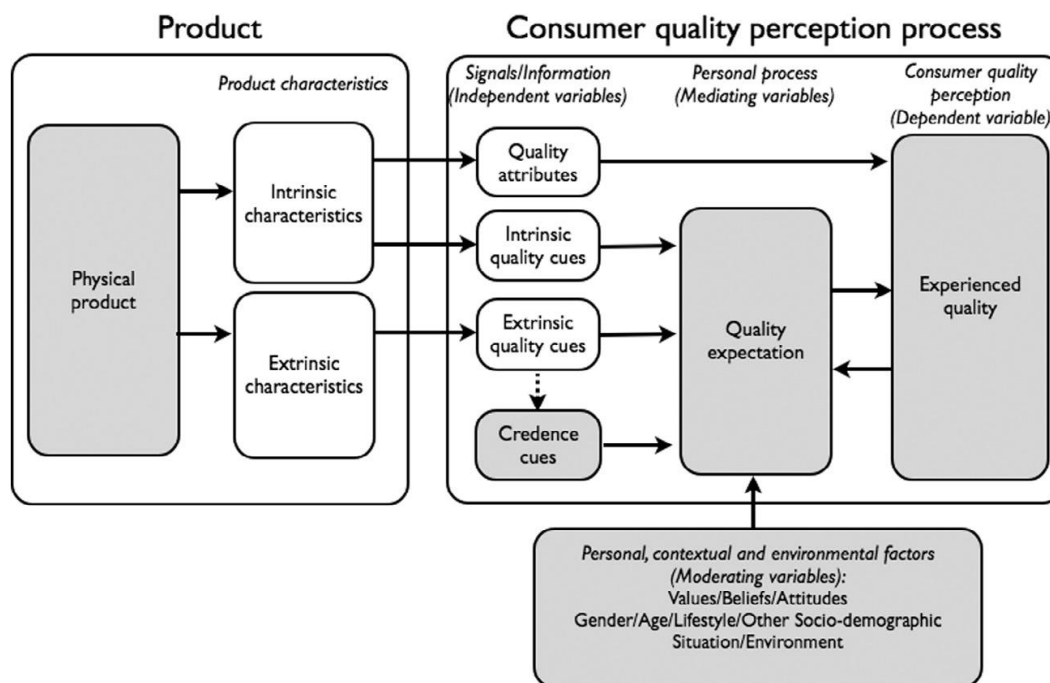 Product
Consumer quality perception process
Product characteristics
Signals/Information
(Independent variables)
Personal process
(Mediating variables)
Consumer quality
perception
(Dependent variable)
Physical
product
Intrinsic
characteristics
Extrinsic
characteristics
Quality
attributes
Intrinsic
quality cues
Extrinsic
quality cues
Credence
cues
Quality
expectation
Experienced
quality
Personal, contextual and environmental factors
(Moderating variables):
Values/Beliefs/Attitudes
Gender/Age/Lifestyle/Other Socio-demographic
Situation/Environment